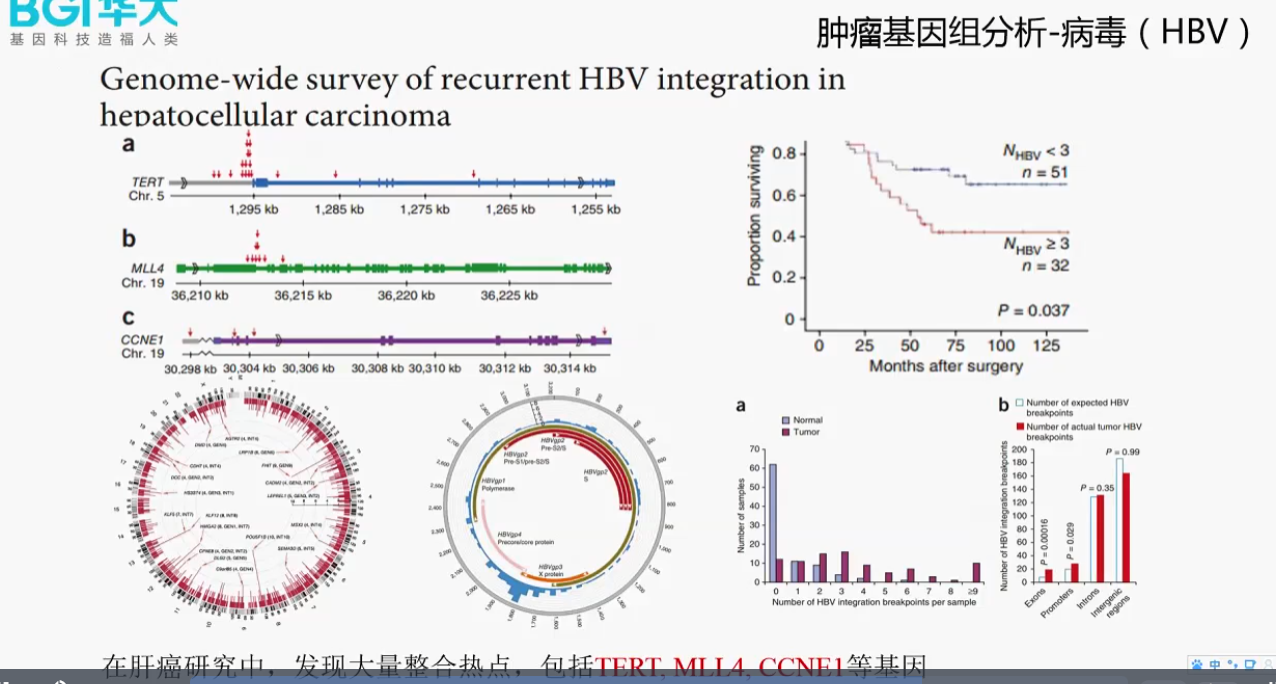 BGI华大
基因科技造福人类
肿瘤基因组分析-病毒（HBV）
Genome-wide survey of recurrent HBV integration in
hepatocellular carcinoma
a
TERT
Chr. 5
1,295 kb 1,285 kb 1,275 kb 1,265 kb 1,255 kb
b
MLL4
Chr. 19
36,210 kb 36,215 kb 36,220 kb 36,225 kb
c
CCNE1
Chr. 19
30,298 kb 30,304 kb 30,306 kb 30,308 kb 30,310 kb 30,312 kb 30,314 kb
Proportion surviving
0.8
0.6
0.4
0.2
0
NHBV < 3
n = 51
NHBV ≥ 3
n = 32
P = 0.037
0 25 50 75 100 125
Months after surgery
HBVgp2
Pre-S2/S
HBVgp2
Pre-S1/pre-S2/S
HBVgp2
S
HBVgp1
Polymerase
HBVgp4
Precore/core protein
HBVgp3
X protein
a
Normal
Tumor
Number of samples
70
60
50
40
30
20
10
0
0 1 2 3 4 5 6 7 8 ≥9
Number of HBV integration breakpoints per sample
b
Number of expected HBV
breakpoints
Number of actual tumor HBV
breakpoints
Number of HBV integration breakpoints
200
180
160
140
120
100
80
60
40
20
0
P = 0.00016
P = 0.029
P = 0.35
P = 0.99
Exons
Promoters
Introns
Intergenic
regions
在肝癌研究中，发现大量整合热点，包括TERT, MLL4, CCNE1等基因
中